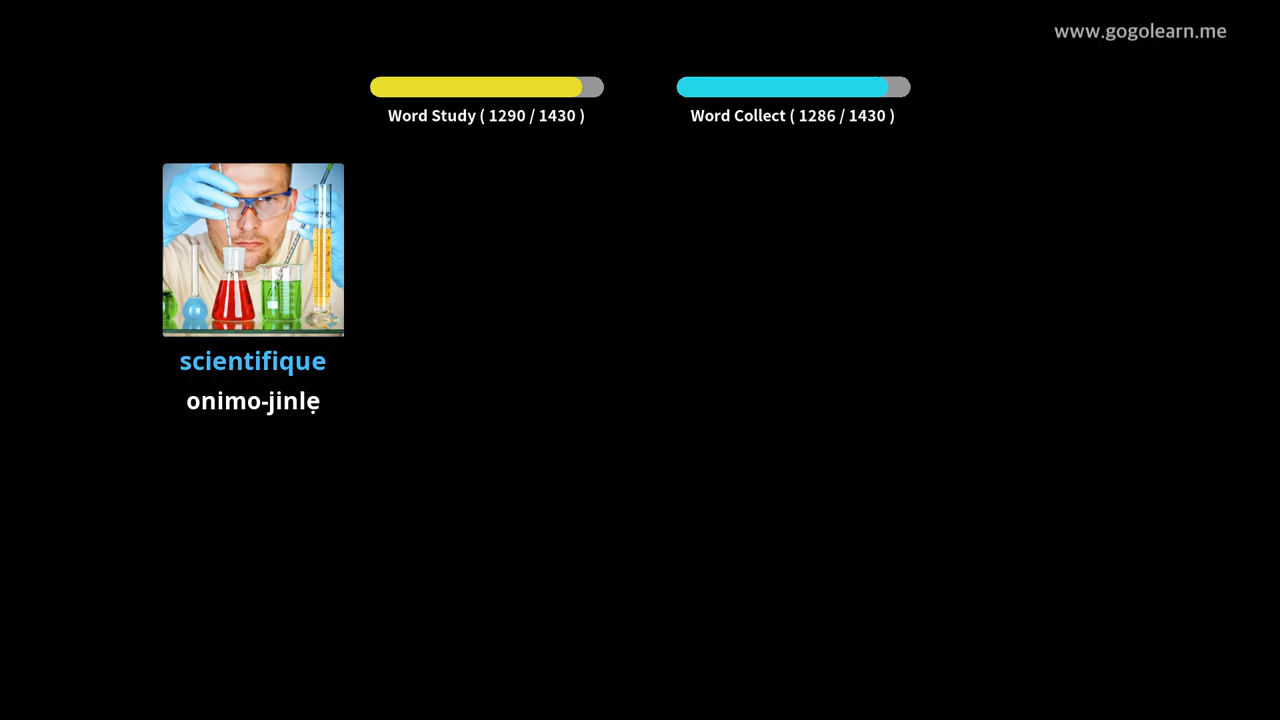 www.gogolearn.me
Word Study ( 1290 / 1430 )
Word Collect ( 1286 / 1430 )
scientifique
onimo-jinlẹ